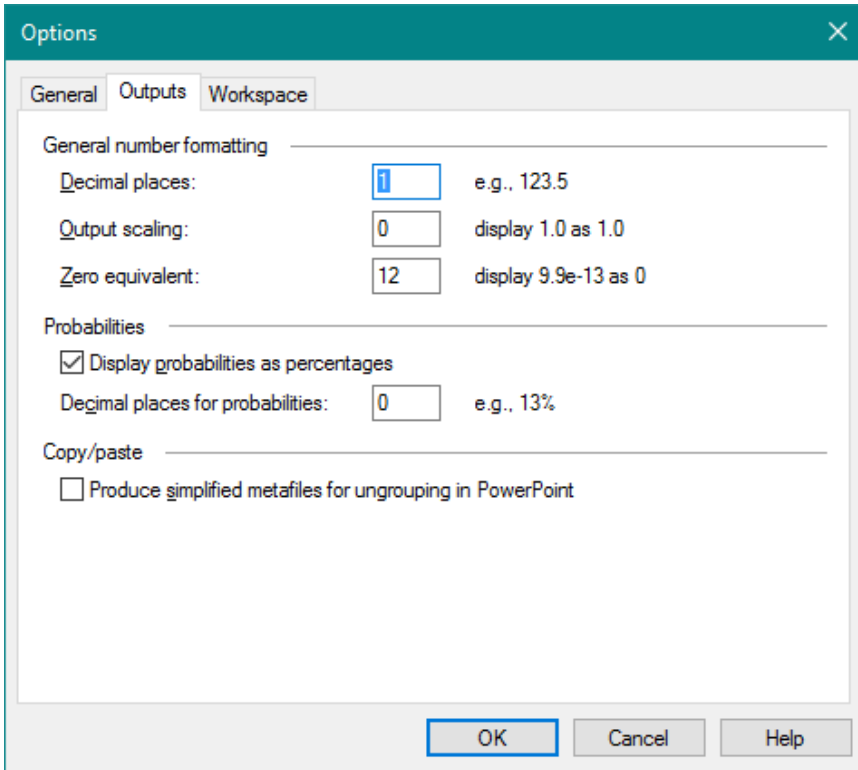 Options
General Outputs Workspace
General number formatting
Decimal places: 1 e.g., 123.5
Output scaling: 0 display 1.0 as 1.0
Zero equivalent: 12 display 9.9e-13 as 0
Probabilities
Display probabilities as percentages
Decimal places for probabilities: 0 e.g., 13%
Copy/paste
Produce simplified metafiles for ungrouping in PowerPoint
OK Cancel Help